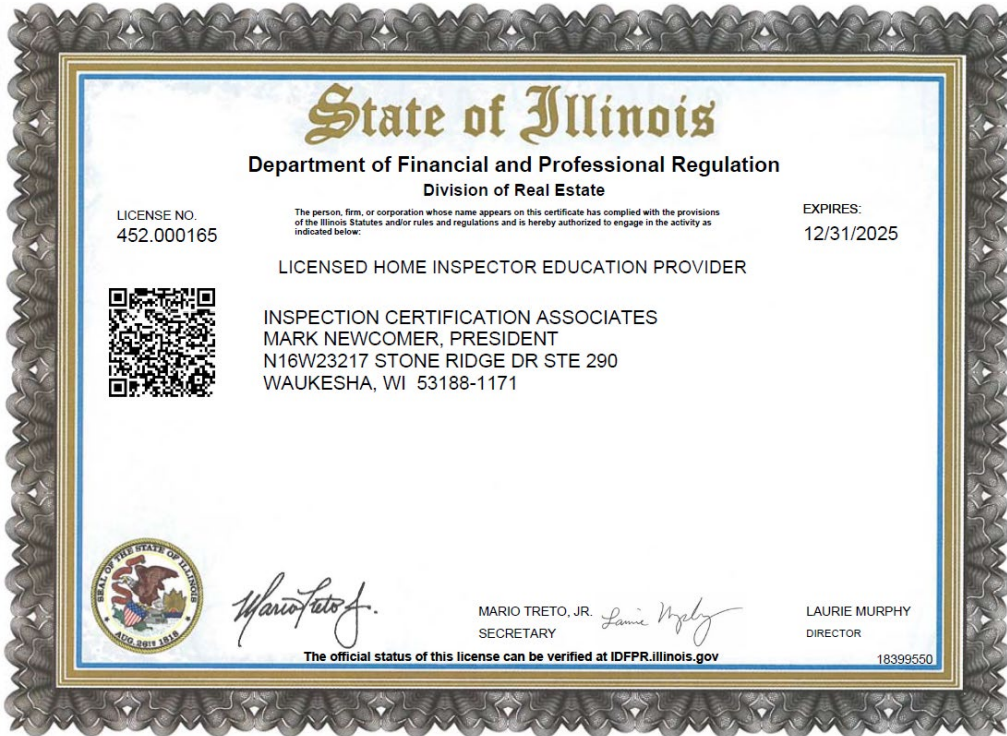 State of Illinois
Department of Financial and Professional Regulation
Division of Real Estate
LICENSE NO.
452.000165
The person, firm, or corporation whose name appears on this certificate has complied with the provisions
of the Illinois Statutes and/or rules and regulations and is hereby authorized to engage in the activity as
indicated below:
EXPIRES:
12/31/2025
LICENSED HOME INSPECTOR EDUCATION PROVIDER
INSPECTION CERTIFICATION ASSOCIATES
MARK NEWCOMER, PRESIDENT
N16W23217 STONE RIDGE DR STE 290
WAUKESHA, WI 53188-1171
SEAL OF THE STATE OF ILLINOIS
AUG. 26TH 1818
Mario Treto Jr.
MARIO TRETO, JR.
SECRETARY
Laurie Murphy
LAURIE MURPHY
DIRECTOR
The official status of this license can be verified at IDFPR.illinois.gov
18399550